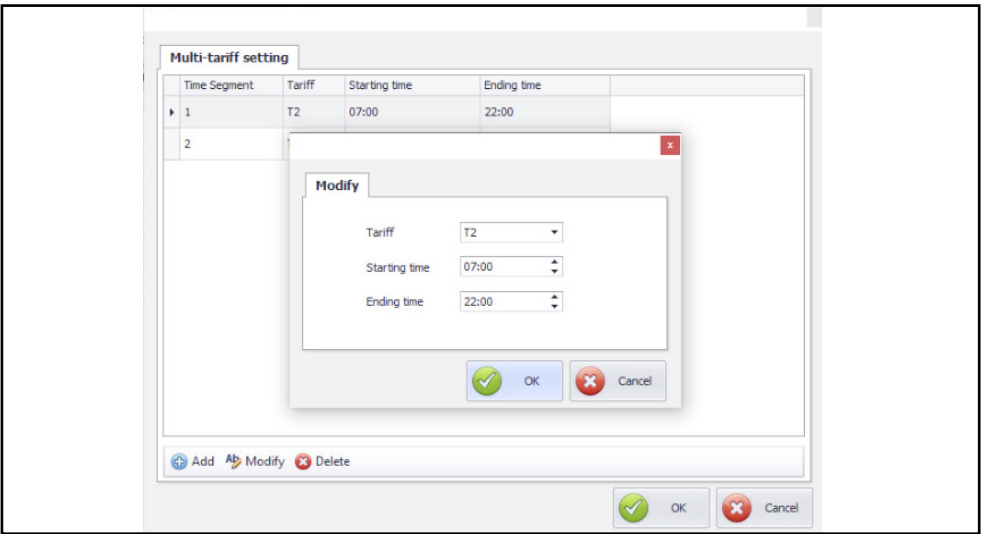 Multi-tariff setting
Time Segment Tariff Starting time Ending time
1 T2 07:00 22:00
2
x
Modify
Tariff T2
Starting time 07:00
Ending time 22:00
OK Cancel
Add Ab Modify Delete
OK Cancel